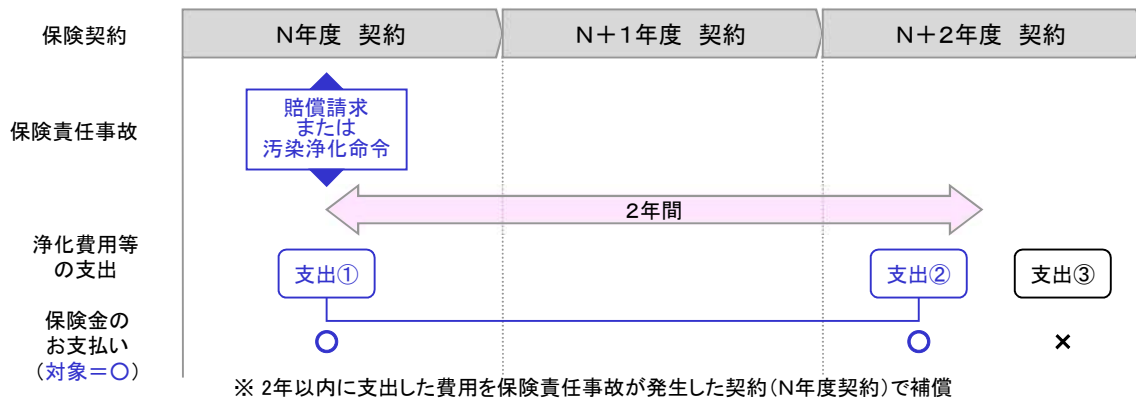 保険契約
N年度 契約
N＋1年度 契約
N＋2年度 契約
保険責任事故
賠償請求
または
汚染浄化命令
2年間
浄化費用等
の支出
支出①
支出②
支出③
保険金の
お支払い
（対象＝〇）
〇
〇
×
※ 2年以内に支出した費用を保険責任事故が発生した契約（N年度契約）で補償